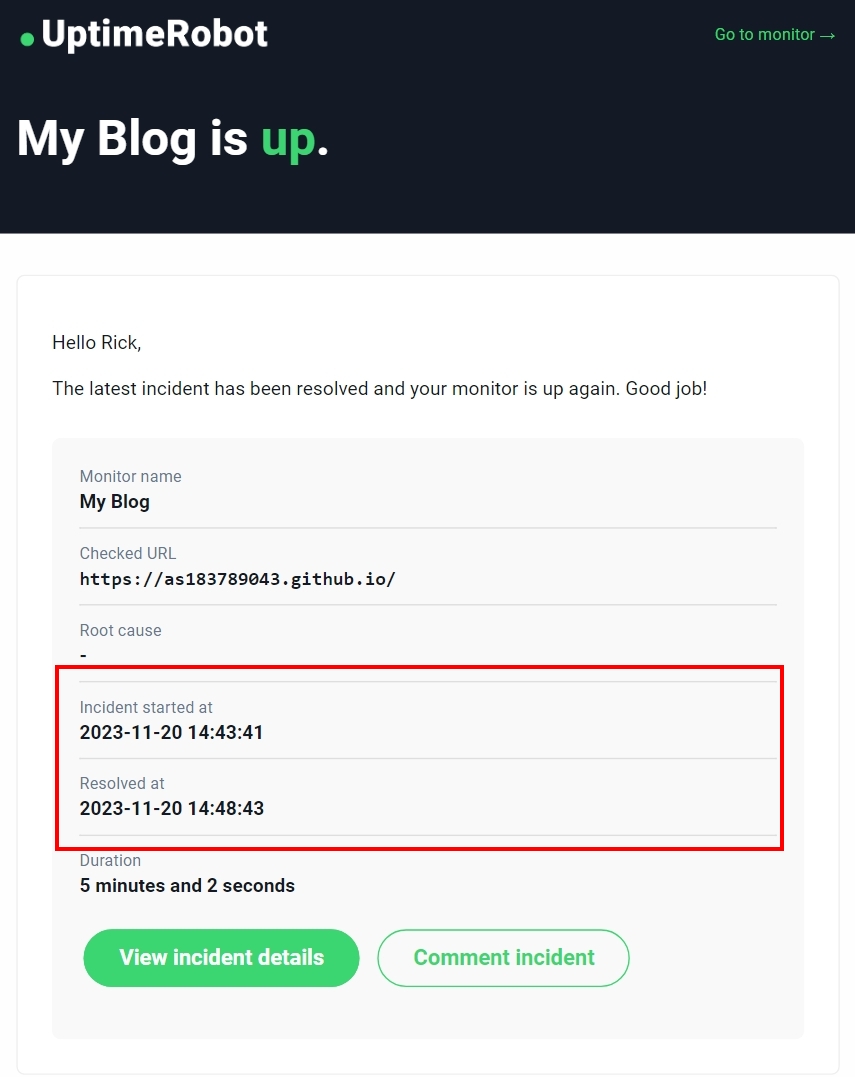 UptimeRobot
Go to monitor →
My Blog is up.
Hello Rick,
The latest incident has been resolved and your monitor is up again. Good job!
Monitor name
My Blog
Checked URL
https://as183789043.github.io/
Root cause
-
Incident started at
2023-11-20 14:43:41
Resolved at
2023-11-20 14:48:43
Duration
5 minutes and 2 seconds
View incident details
Comment incident